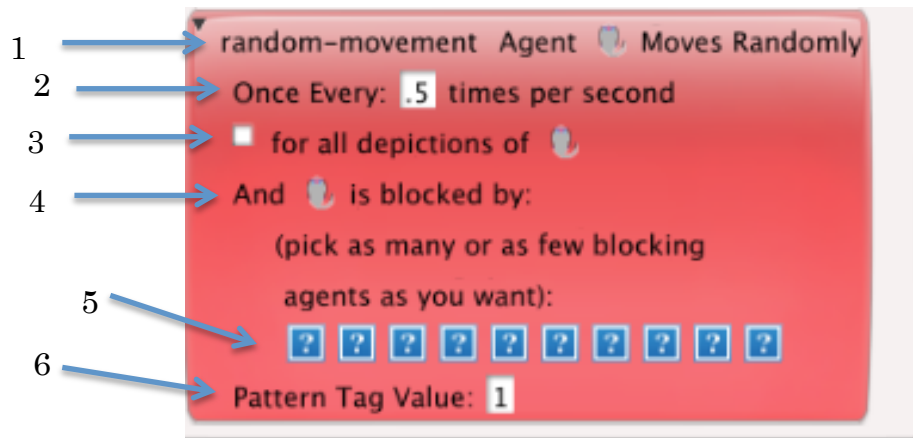 1 random-movement Agent Moves Randomly
2 Once Every: .5 times per second
3 for all depictions of
4 And is blocked by:
(pick as many or as few blocking
agents as you want):
5 ? ? ? ? ? ? ? ? ? ?
6 Pattern Tag Value: 1